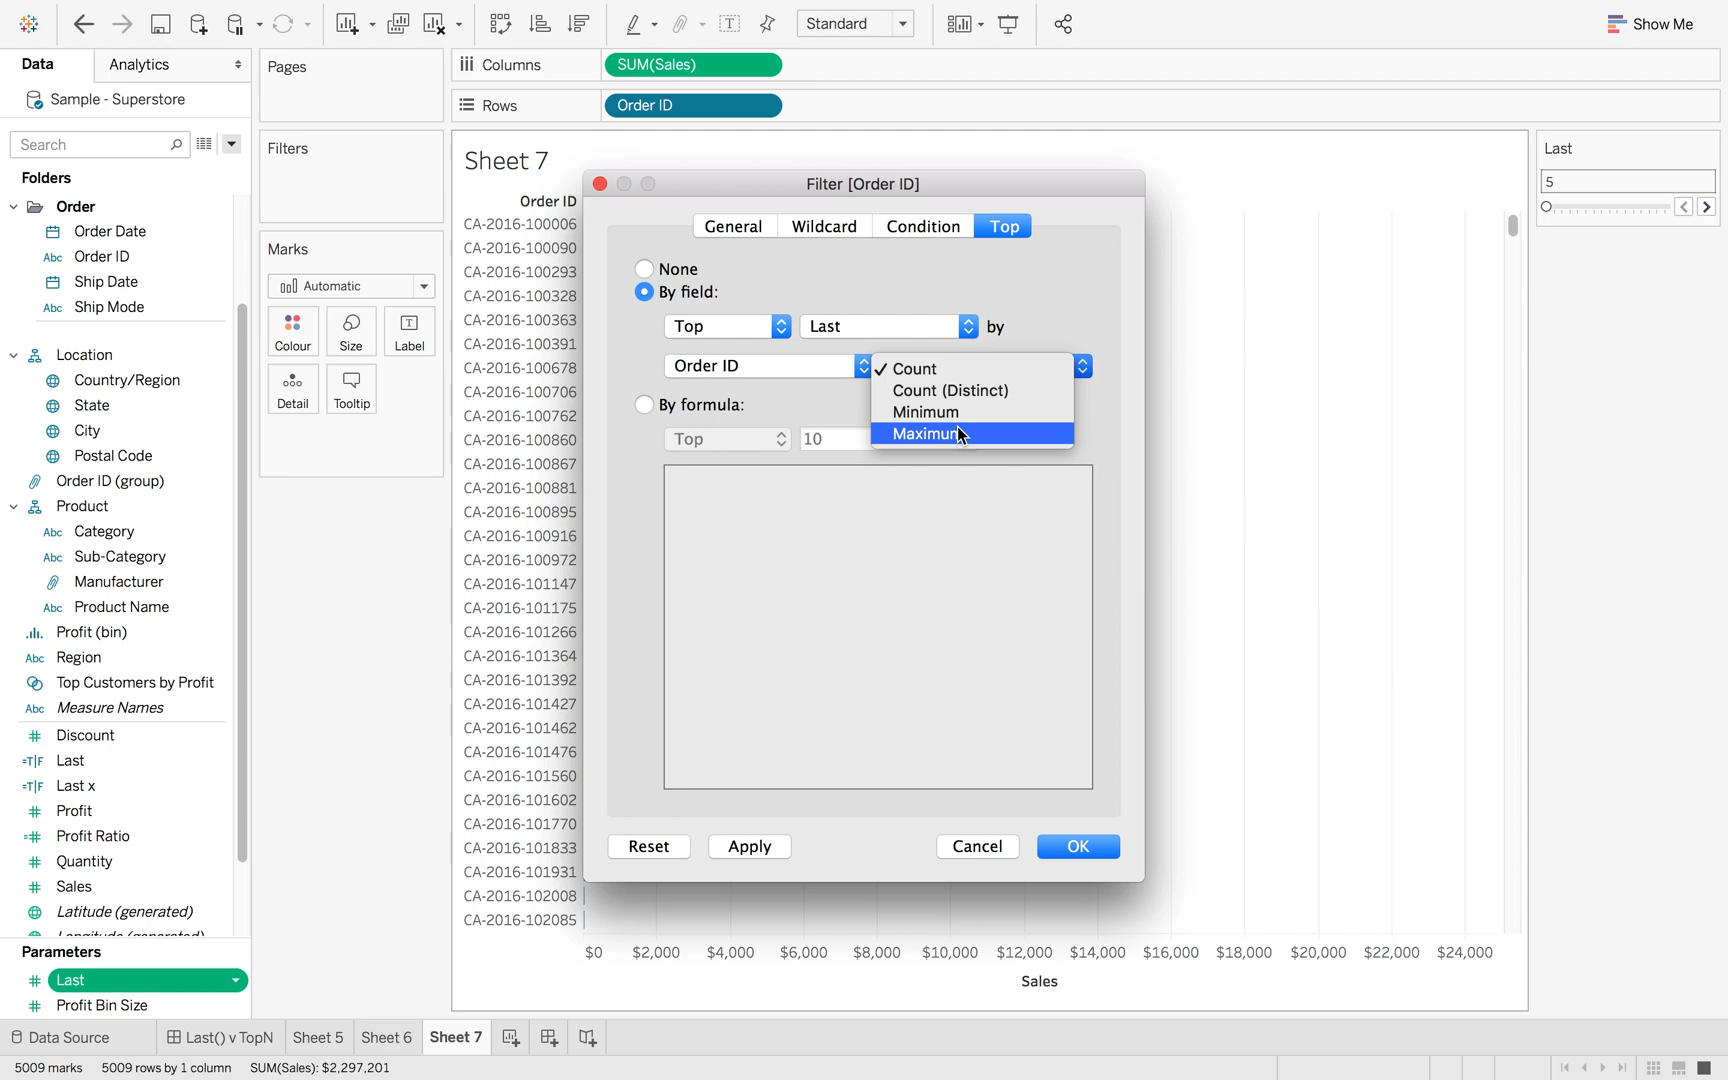 Standard
Show Me
Data
Analytics
Pages
Columns
SUM(Sales)
Sample - Superstore
Rows
Order ID
Search
Filters
Folders
Order
Order Date
Abc Order ID
Ship Date
Abc Ship Mode
Location
Country/Region
State
City
Postal Code
Order ID (group)
Product
Abc Category
Abc Sub-Category
Manufacturer
Abc Product Name
Profit (bin)
Abc Region
Top Customers by Profit
Abc Measure Names
# Discount
=T|F Last
=T|F Last x
# Profit
=# Profit Ratio
# Quantity
# Sales
Latitude (generated)
Longitude (generated)
Parameters
# Last
# Profit Bin Size
Marks
Automatic
Colour
Size
Label
Detail
Tooltip
Sheet 7
Order ID
CA-2016-100006
CA-2016-100090
CA-2016-100293
CA-2016-100328
CA-2016-100363
CA-2016-100391
CA-2016-100678
CA-2016-100706
CA-2016-100762
CA-2016-100860
CA-2016-100867
CA-2016-100881
CA-2016-100895
CA-2016-100916
CA-2016-100972
CA-2016-101147
CA-2016-101175
CA-2016-101266
CA-2016-101364
CA-2016-101392
CA-2016-101427
CA-2016-101462
CA-2016-101476
CA-2016-101560
CA-2016-101602
CA-2016-101770
CA-2016-101833
CA-2016-101931
CA-2016-102008
CA-2016-102085
$0 $2,000 $4,000 $6,000 $8,000 $10,000 $12,000 $14,000 $16,000 $18,000 $20,000 $22,000 $24,000
Sales
Filter [Order ID]
General
Wildcard
Condition
Top
None
By field:
Top
Last
by
Order ID
✓ Count
Count (Distinct)
Minimum
Maximum
By formula:
Top
10
Reset
Apply
Cancel
OK
Last
5
Data Source
Last() v TopN
Sheet 5
Sheet 6
Sheet 7
5009 marks 5009 rows by 1 column SUM(Sales): $2,297,201